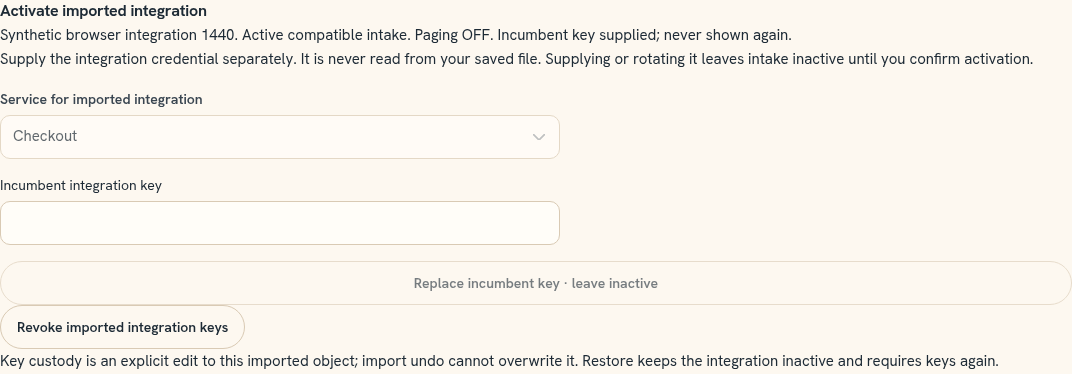 Activate imported integration
Synthetic browser integration 1440. Active compatible intake. Paging OFF. Incumbent key supplied; never shown again.
Supply the integration credential separately. It is never read from your saved file. Supplying or rotating it leaves intake inactive until you confirm activation.
Service for imported integration
Checkout
Incumbent integration key
Replace incumbent key · leave inactive
Revoke imported integration keys
Key custody is an explicit edit to this imported object; import undo cannot overwrite it. Restore keeps the integration inactive and requires keys again.